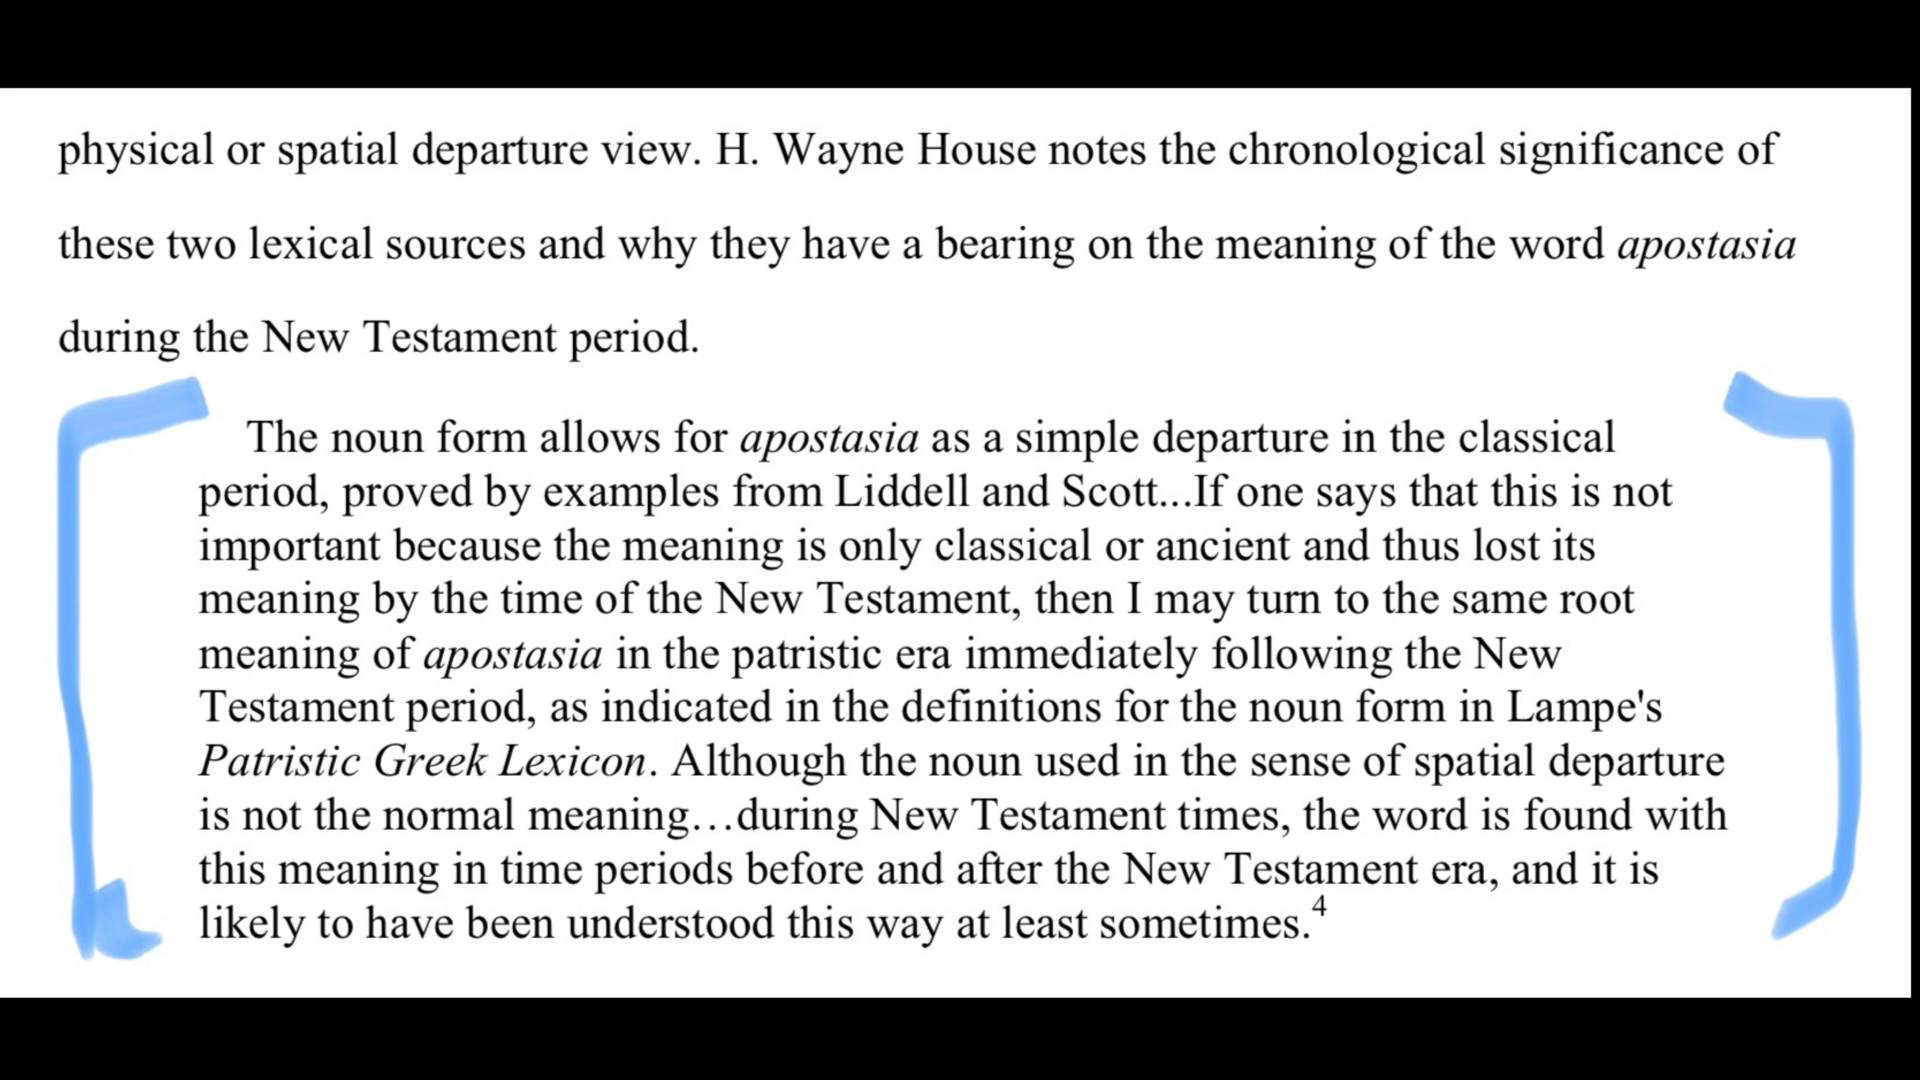 physical or spatial departure view. H. Wayne House notes the chronological significance of
these two lexical sources and why they have a bearing on the meaning of the word apostasia
during the New Testament period.
The noun form allows for apostasia as a simple departure in the classical
period, proved by examples from Liddell and Scott...If one says that this is not
important because the meaning is only classical or ancient and thus lost its
meaning by the time of the New Testament, then I may turn to the same root
meaning of apostasia in the patristic era immediately following the New
Testament period, as indicated in the definitions for the noun form in Lampe's
Patristic Greek Lexicon. Although the noun used in the sense of spatial departure
is not the normal meaning…during New Testament times, the word is found with
this meaning in time periods before and after the New Testament era, and it is
likely to have been understood this way at least sometimes.4